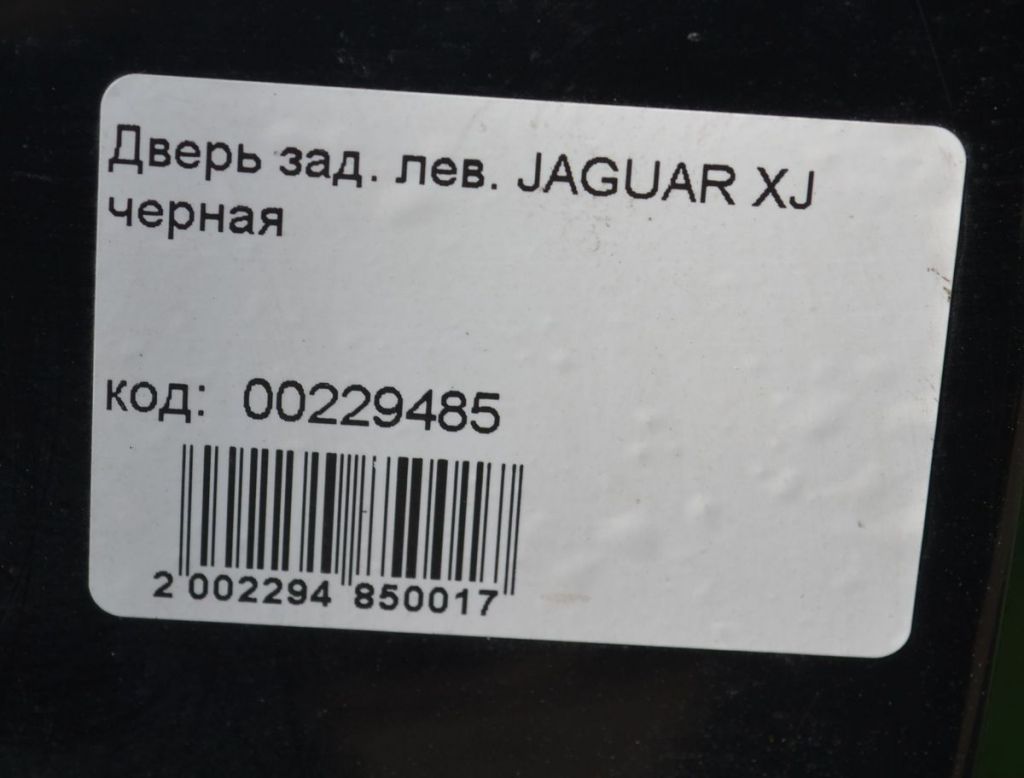 Дверь зад. лев. JAGUAR XJ
черная
код: 00229485
2 002294 850017